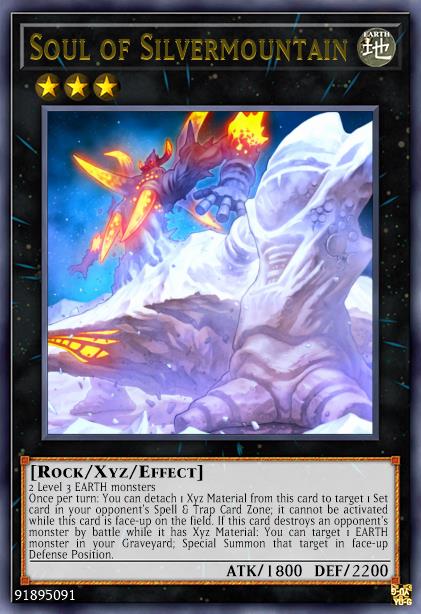 SOUL OF SILVERMOUNTAIN
EARTH
地
[ROCK/XYZ/EFFECT]
2 Level 3 EARTH monsters
Once per turn: You can detach 1 Xyz Material from this card to target 1 Set
card in your opponent's Spell & Trap Card Zone; it cannot be activated
while this card is face-up on the field. If this card destroys an opponent's
monster by battle while it has Xyz Material: You can target 1 EARTH
monster in your Graveyard; Special Summon that target in face-up
Defense Position.
ATK/1800 DEF/2200
91895091